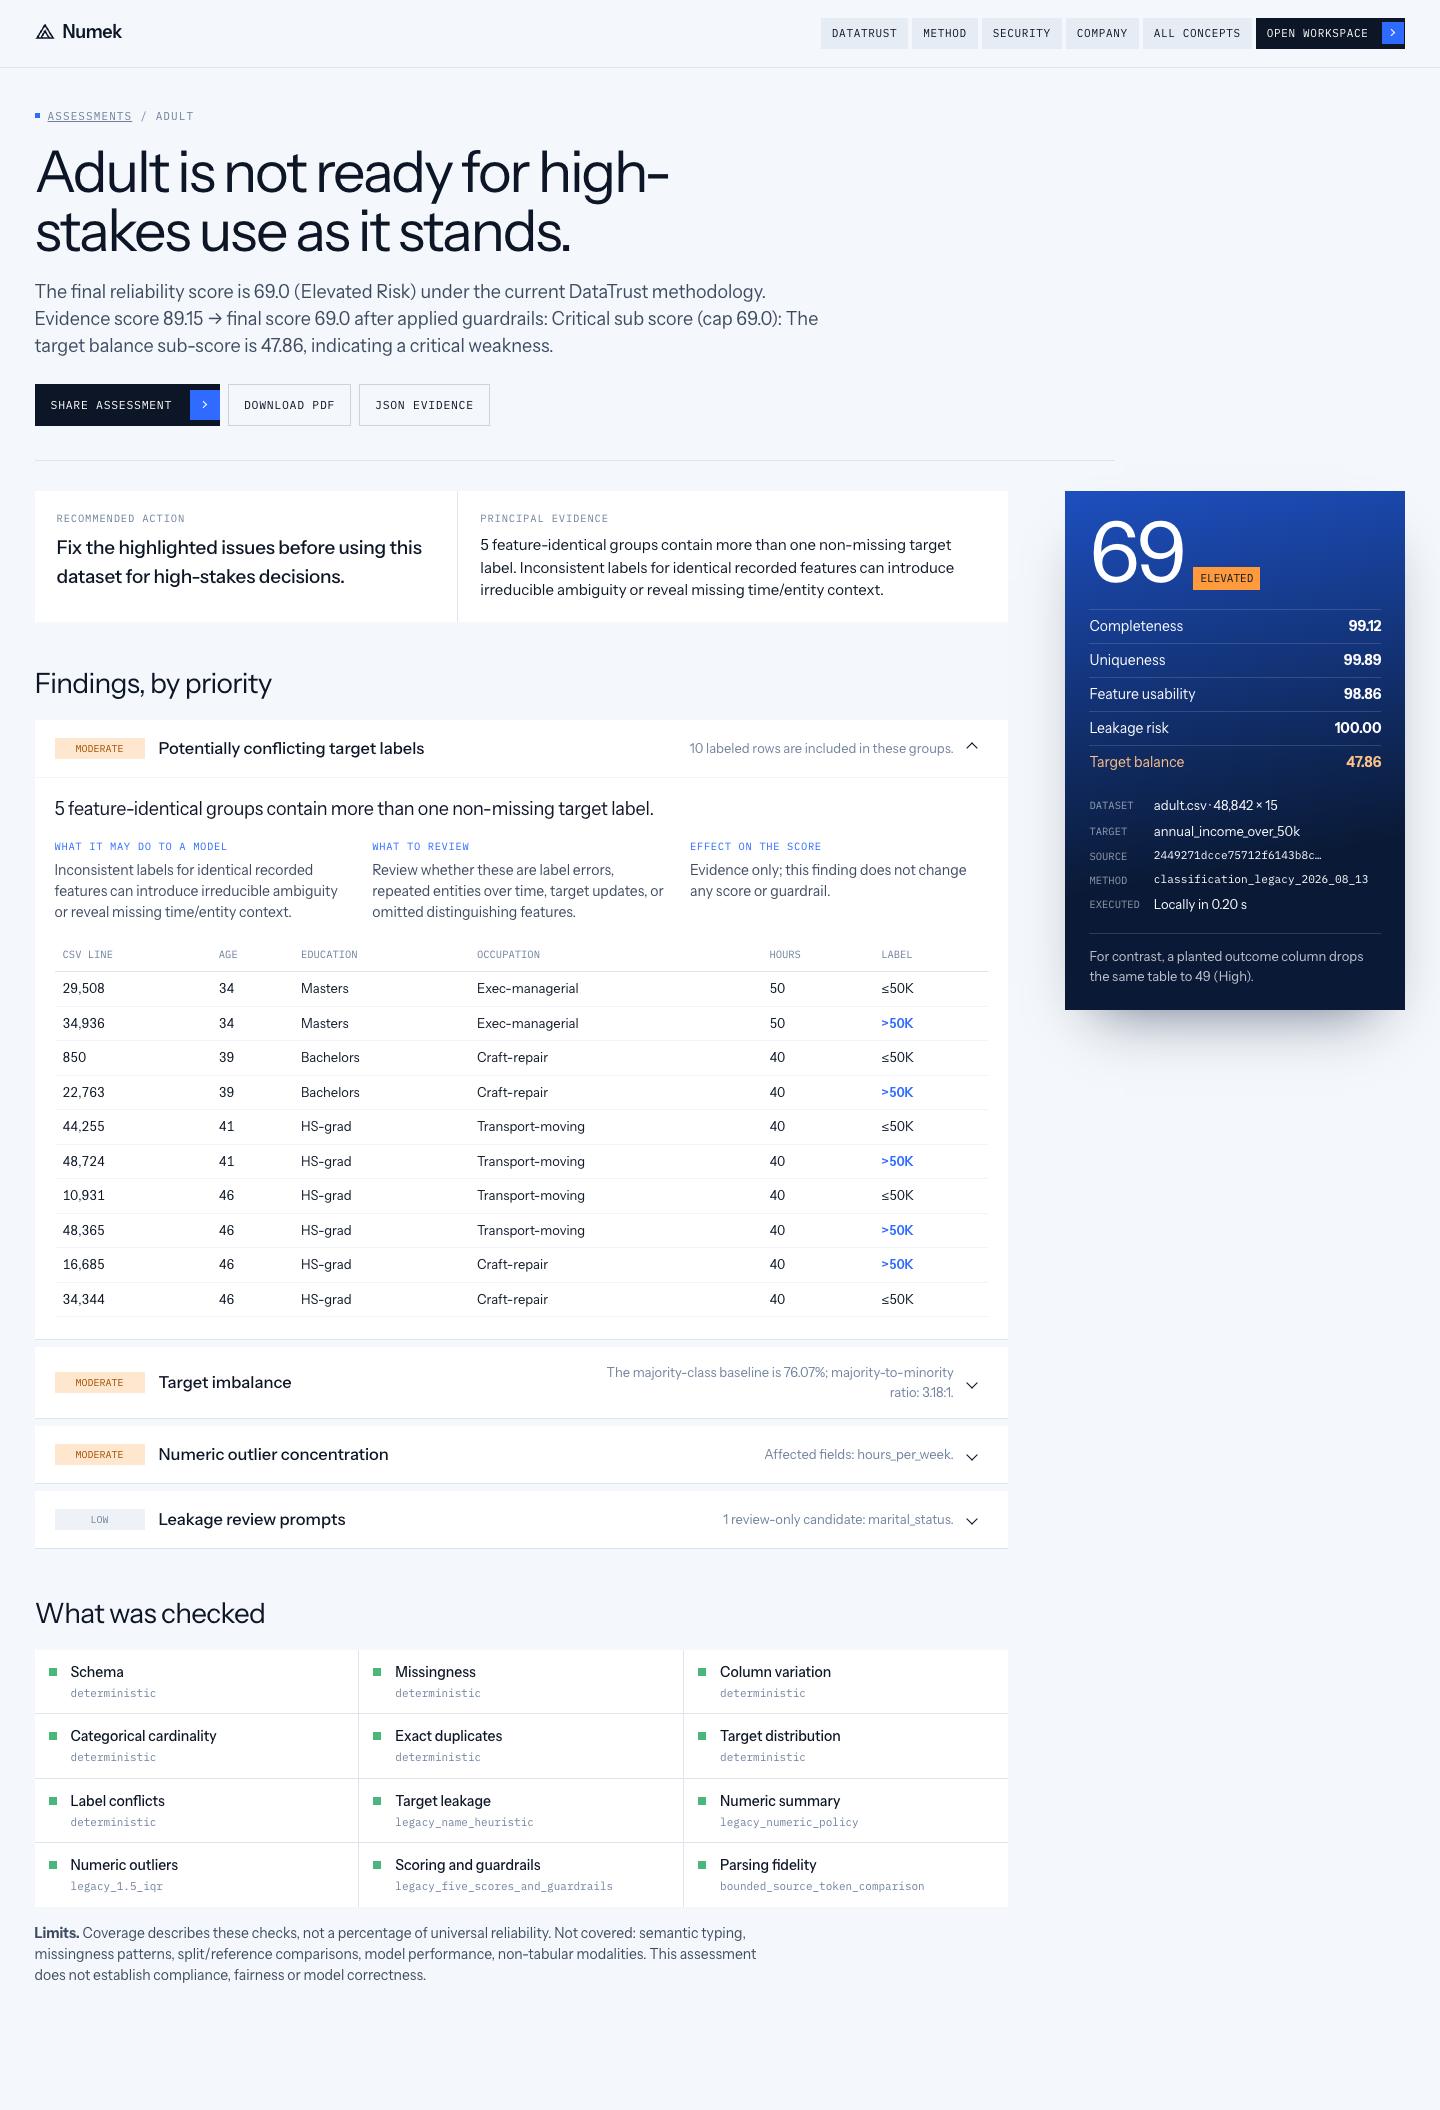 Numek
DATATRUST
METHOD
SECURITY
COMPANY
ALL CONCEPTS
OPEN WORKSPACE
ASSESSMENTS / ADULT
Adult is not ready for high-
stakes use as it stands.
The final reliability score is 69.0 (Elevated Risk) under the current DataTrust methodology.
Evidence score 89.15 → final score 69.0 after applied guardrails: Critical sub score (cap 69.0): The
target balance sub-score is 47.86, indicating a critical weakness.
SHARE ASSESSMENT
DOWNLOAD PDF
JSON EVIDENCE
RECOMMENDED ACTION
Fix the highlighted issues before using this
dataset for high-stakes decisions.
PRINCIPAL EVIDENCE
5 feature-identical groups contain more than one non-missing target
label. Inconsistent labels for identical recorded features can introduce
irreducible ambiguity or reveal missing time/entity context.
69 ELEVATED
Completeness 99.12
Uniqueness 99.89
Feature usability 98.86
Leakage risk 100.00
Target balance 47.86
DATASET adult.csv · 48,842 × 15
TARGET annual_income_over_50k
SOURCE 2449271dcce75712f6143b8c…
METHOD classification_legacy_2026_08_13
EXECUTED Locally in 0.20 s
For contrast, a planted outcome column drops
the same table to 49 (High).
Findings, by priority
MODERATE Potentially conflicting target labels 10 labeled rows are included in these groups.
5 feature-identical groups contain more than one non-missing target label.
WHAT IT MAY DO TO A MODEL
Inconsistent labels for identical recorded
features can introduce irreducible ambiguity
or reveal missing time/entity context.
WHAT TO REVIEW
Review whether these are label errors,
repeated entities over time, target updates, or
omitted distinguishing features.
EFFECT ON THE SCORE
Evidence only; this finding does not change
any score or guardrail.
CSV LINE AGE EDUCATION OCCUPATION HOURS LABEL
29,508 34 Masters Exec-managerial 50 ≤50K
34,936 34 Masters Exec-managerial 50 >50K
850 39 Bachelors Craft-repair 40 ≤50K
22,763 39 Bachelors Craft-repair 40 >50K
44,255 41 HS-grad Transport-moving 40 ≤50K
48,724 41 HS-grad Transport-moving 40 >50K
10,931 46 HS-grad Transport-moving 40 ≤50K
48,365 46 HS-grad Transport-moving 40 >50K
16,685 46 HS-grad Craft-repair 40 >50K
34,344 46 HS-grad Craft-repair 40 ≤50K
MODERATE Target imbalance The majority-class baseline is 76.07%; majority-to-minority
ratio: 3.18:1.
MODERATE Numeric outlier concentration Affected fields: hours_per_week.
LOW Leakage review prompts 1 review-only candidate: marital_status.
What was checked
Schema
deterministic
Missingness
deterministic
Column variation
deterministic
Categorical cardinality
deterministic
Exact duplicates
deterministic
Target distribution
deterministic
Label conflicts
deterministic
Target leakage
legacy_name_heuristic
Numeric summary
legacy_numeric_policy
Numeric outliers
legacy_1.5_iqr
Scoring and guardrails
legacy_five_scores_and_guardrails
Parsing fidelity
bounded_source_token_comparison
Limits. Coverage describes these checks, not a percentage of universal reliability. Not covered: semantic typing,
missingness patterns, split/reference comparisons, model performance, non-tabular modalities. This assessment
does not establish compliance, fairness or model correctness.